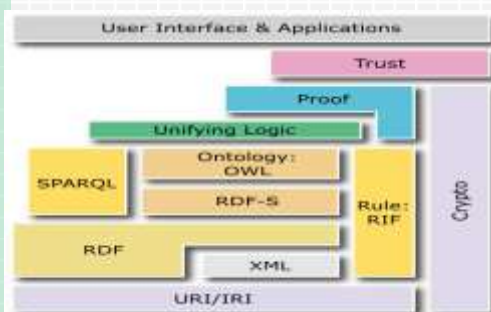 User Interface & Applications
Trust
Proof
Unifying Logic
Ontology:
OWL
SPARQL
RDF-S
Rule:
RIF
Crypto
RDF
XML
URI/IRI